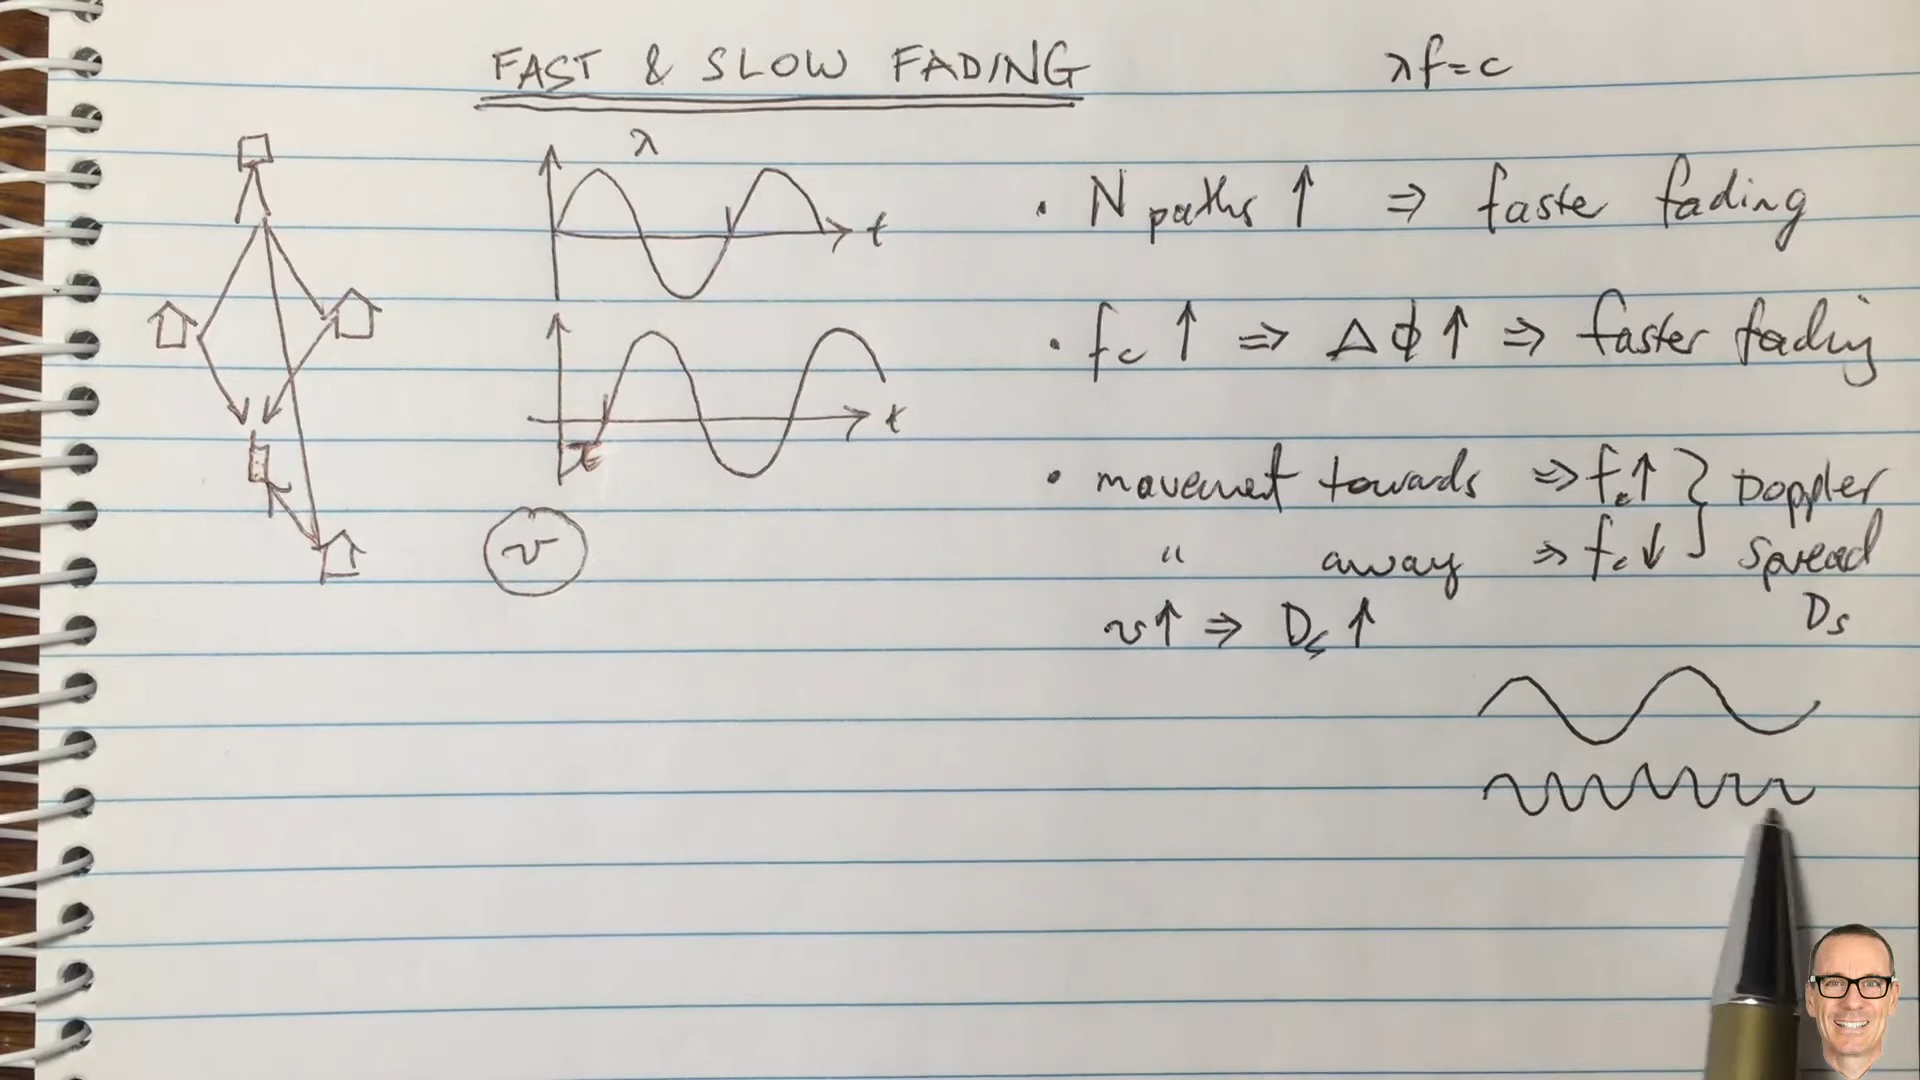 FAST & SLOW FADING
λf=c
λ
t
τ
t
v
• N paths ↑ ⇒ faster fading
• fc ↑ ⇒ Δϕ↑ ⇒ faster fading
• movement towards ⇒ fc↑ } Doppler
" away ⇒ fc↓ Spread
Ds
v↑ ⇒ Ds ↑